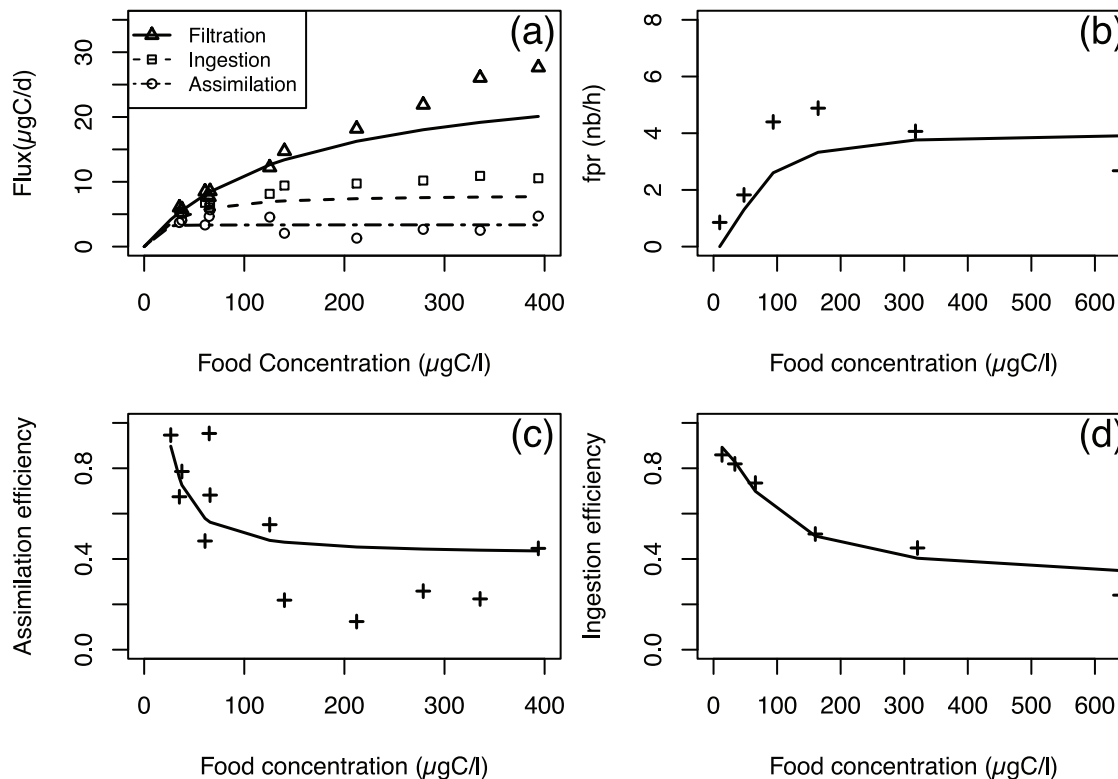 (a)
Filtration
Ingestion
Assimilation
Flux(µgC/d)
0 10 20 30
0 100 200 300 400
Food Concentration (µgC/l)
(b)
fpr (nb/h)
0 2 4 6 8
0 100 200 300 400 500 600
Food concentration (µgC/l)
(c)
Assimilation efficiency
0.0 0.4 0.8
0 100 200 300 400
Food concentration (µgC/l)
(d)
Ingestion efficiency
0.0 0.4 0.8
0 100 200 300 400 500 600
Food concentration (µgC/l)